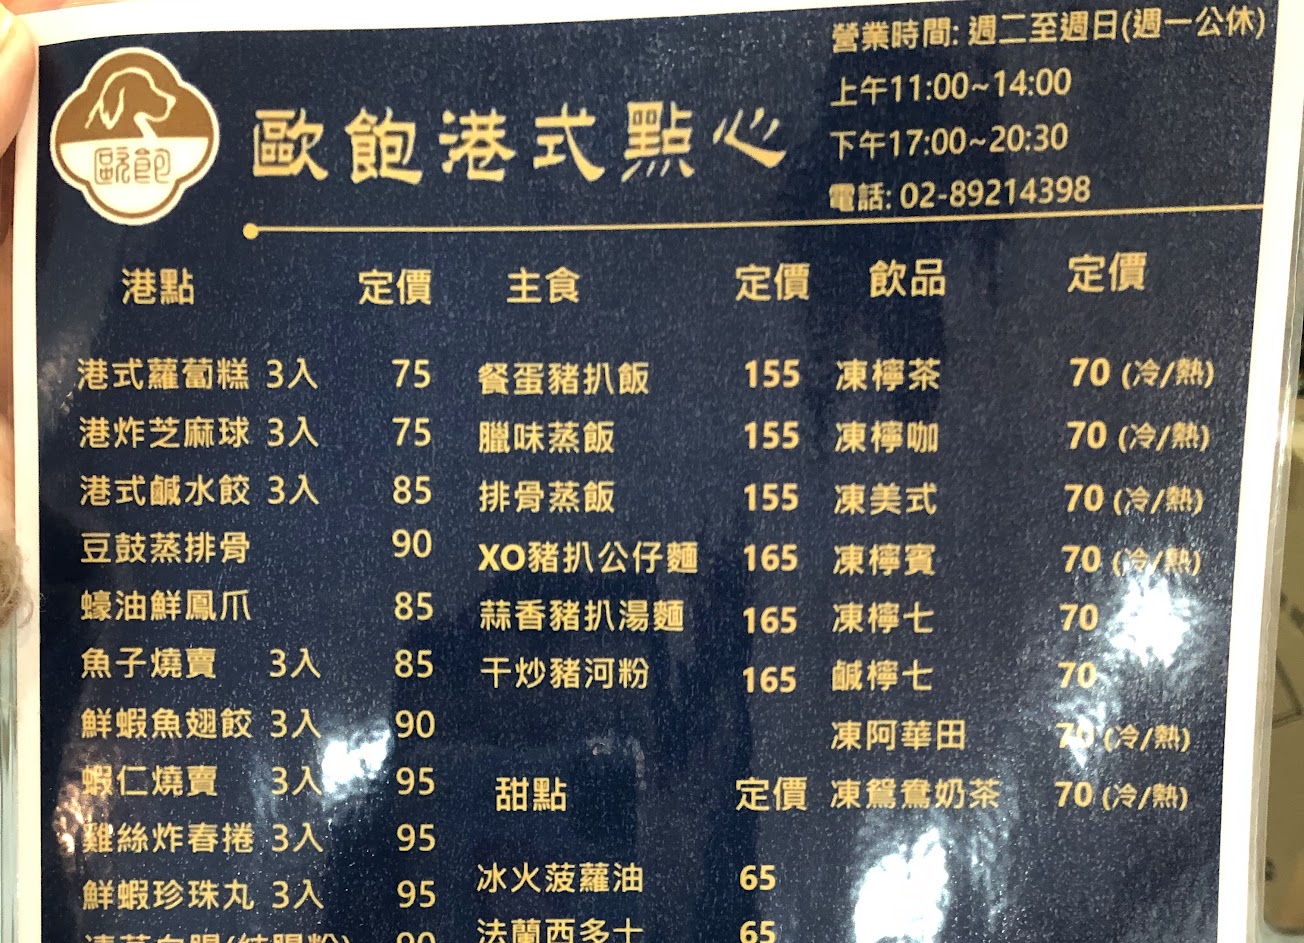 營業時間: 週二至週日(週一公休)
上午11:00~14:00
下午17:00~20:30
電話: 02-89214398
歐飽
歐飽港式點心
港點 定價
港式蘿蔔糕 3入 75
港炸芝麻球 3入 75
港式鹹水餃 3入 85
豆鼓蒸排骨 90
蠔油鮮鳳爪 85
魚子燒賣 3入 85
鮮蝦魚翅餃 3入 90
蝦仁燒賣 3入 95
雞絲炸春捲 3入 95
鮮蝦珍珠丸 3入 95
90
主食 定價
餐蛋豬扒飯 155
臘味蒸飯 155
排骨蒸飯 155
XO豬扒公仔麵 165
蒜香豬扒湯麵 165
干炒豬河粉 165
甜點 定價
冰火菠蘿油 65
法蘭西多士 65
飲品 定價
凍檸茶 70 (冷/熱)
凍檸咖 70 (冷/熱)
凍美式 70 (冷/熱)
凍檸賓 70 (冷/熱)
凍檸七 70
鹹檸七 70
凍阿華田 70 (冷/熱)
凍鴛鴦奶茶 70 (冷/熱)